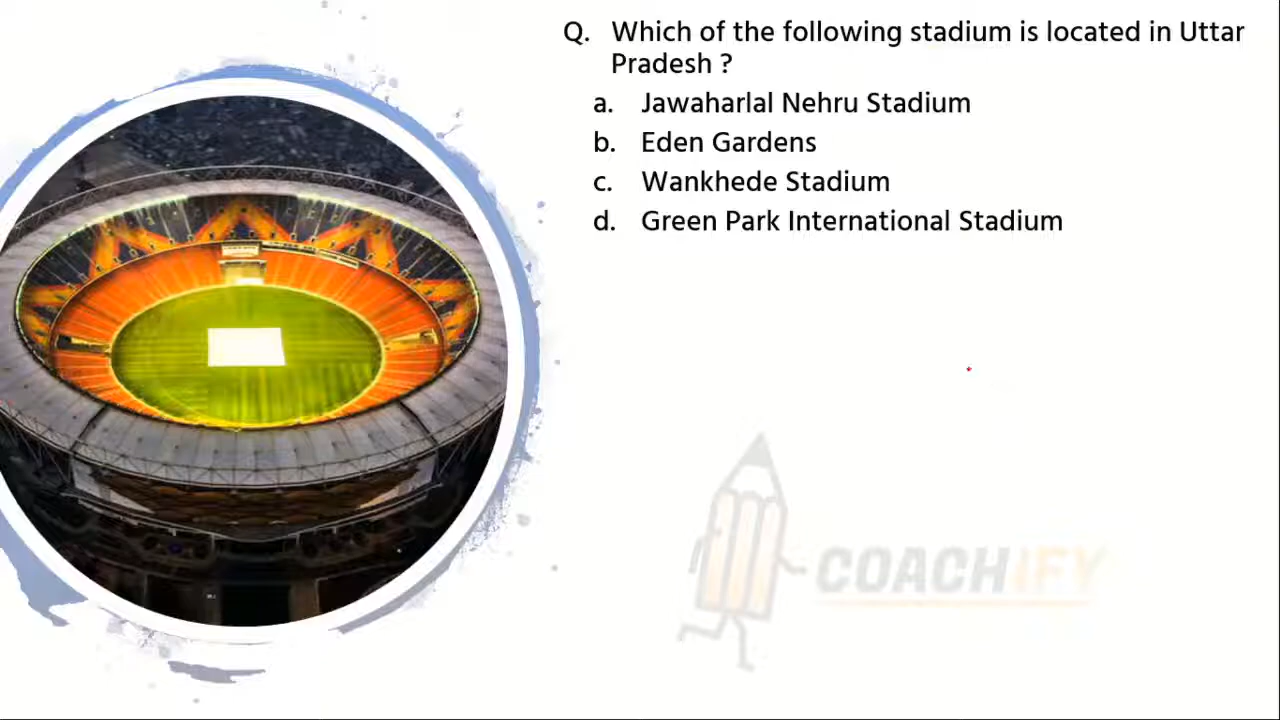 Q. Which of the following stadium is located in Uttar
Pradesh ?
a. Jawaharlal Nehru Stadium
b. Eden Gardens
c. Wankhede Stadium
d. Green Park International Stadium
COACHIFY